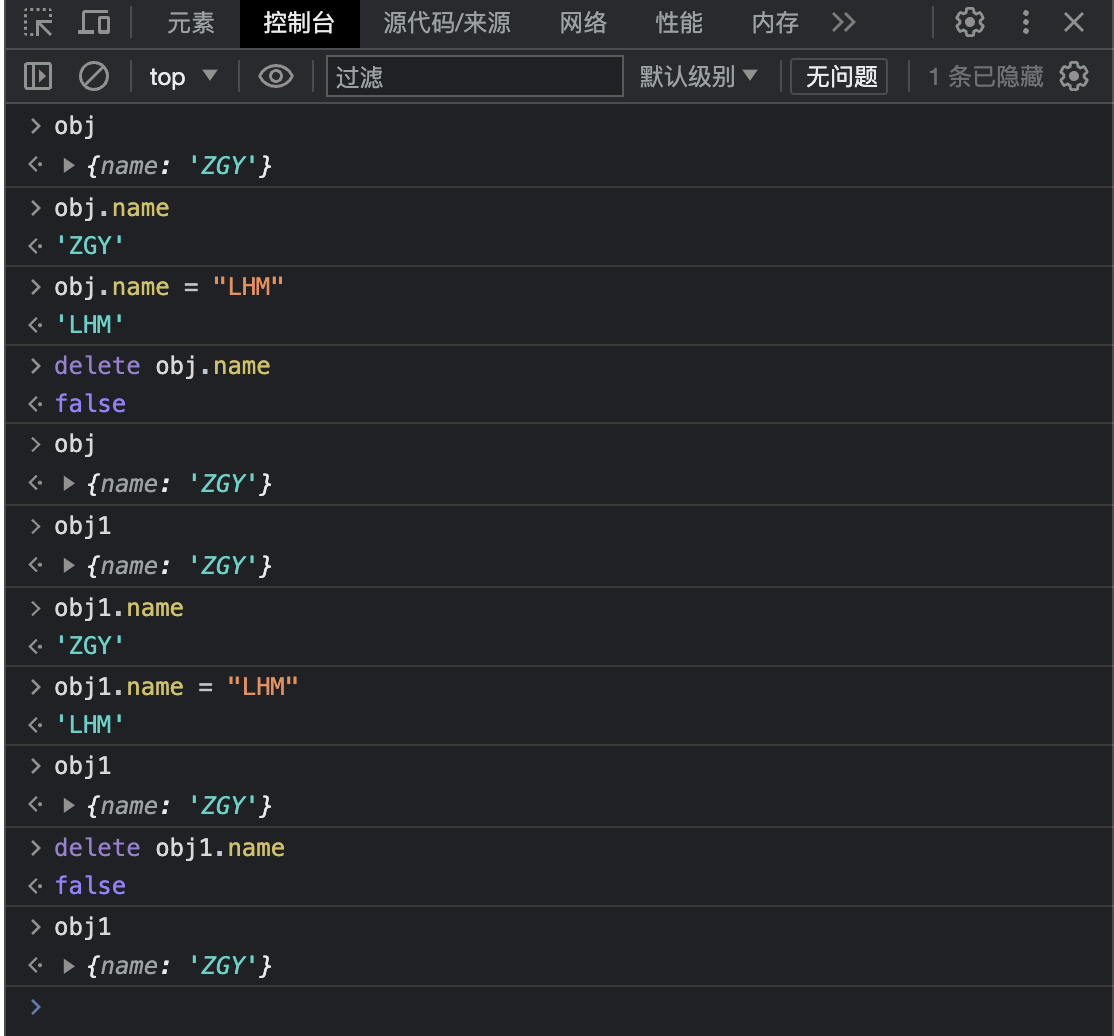 元素 控制台 源代码/来源 网络 性能 内存
top 过滤 默认级别 无问题 1 条已隐藏
> obj
{name: 'ZGY'}
> obj.name
'ZGY'
> obj.name = "LHM"
'LHM'
> delete obj.name
false
> obj
{name: 'ZGY'}
> obj1
{name: 'ZGY'}
> obj1.name
'ZGY'
> obj1.name = "LHM"
'LHM'
> obj1
{name: 'ZGY'}
> delete obj1.name
false
> obj1
{name: 'ZGY'}
>